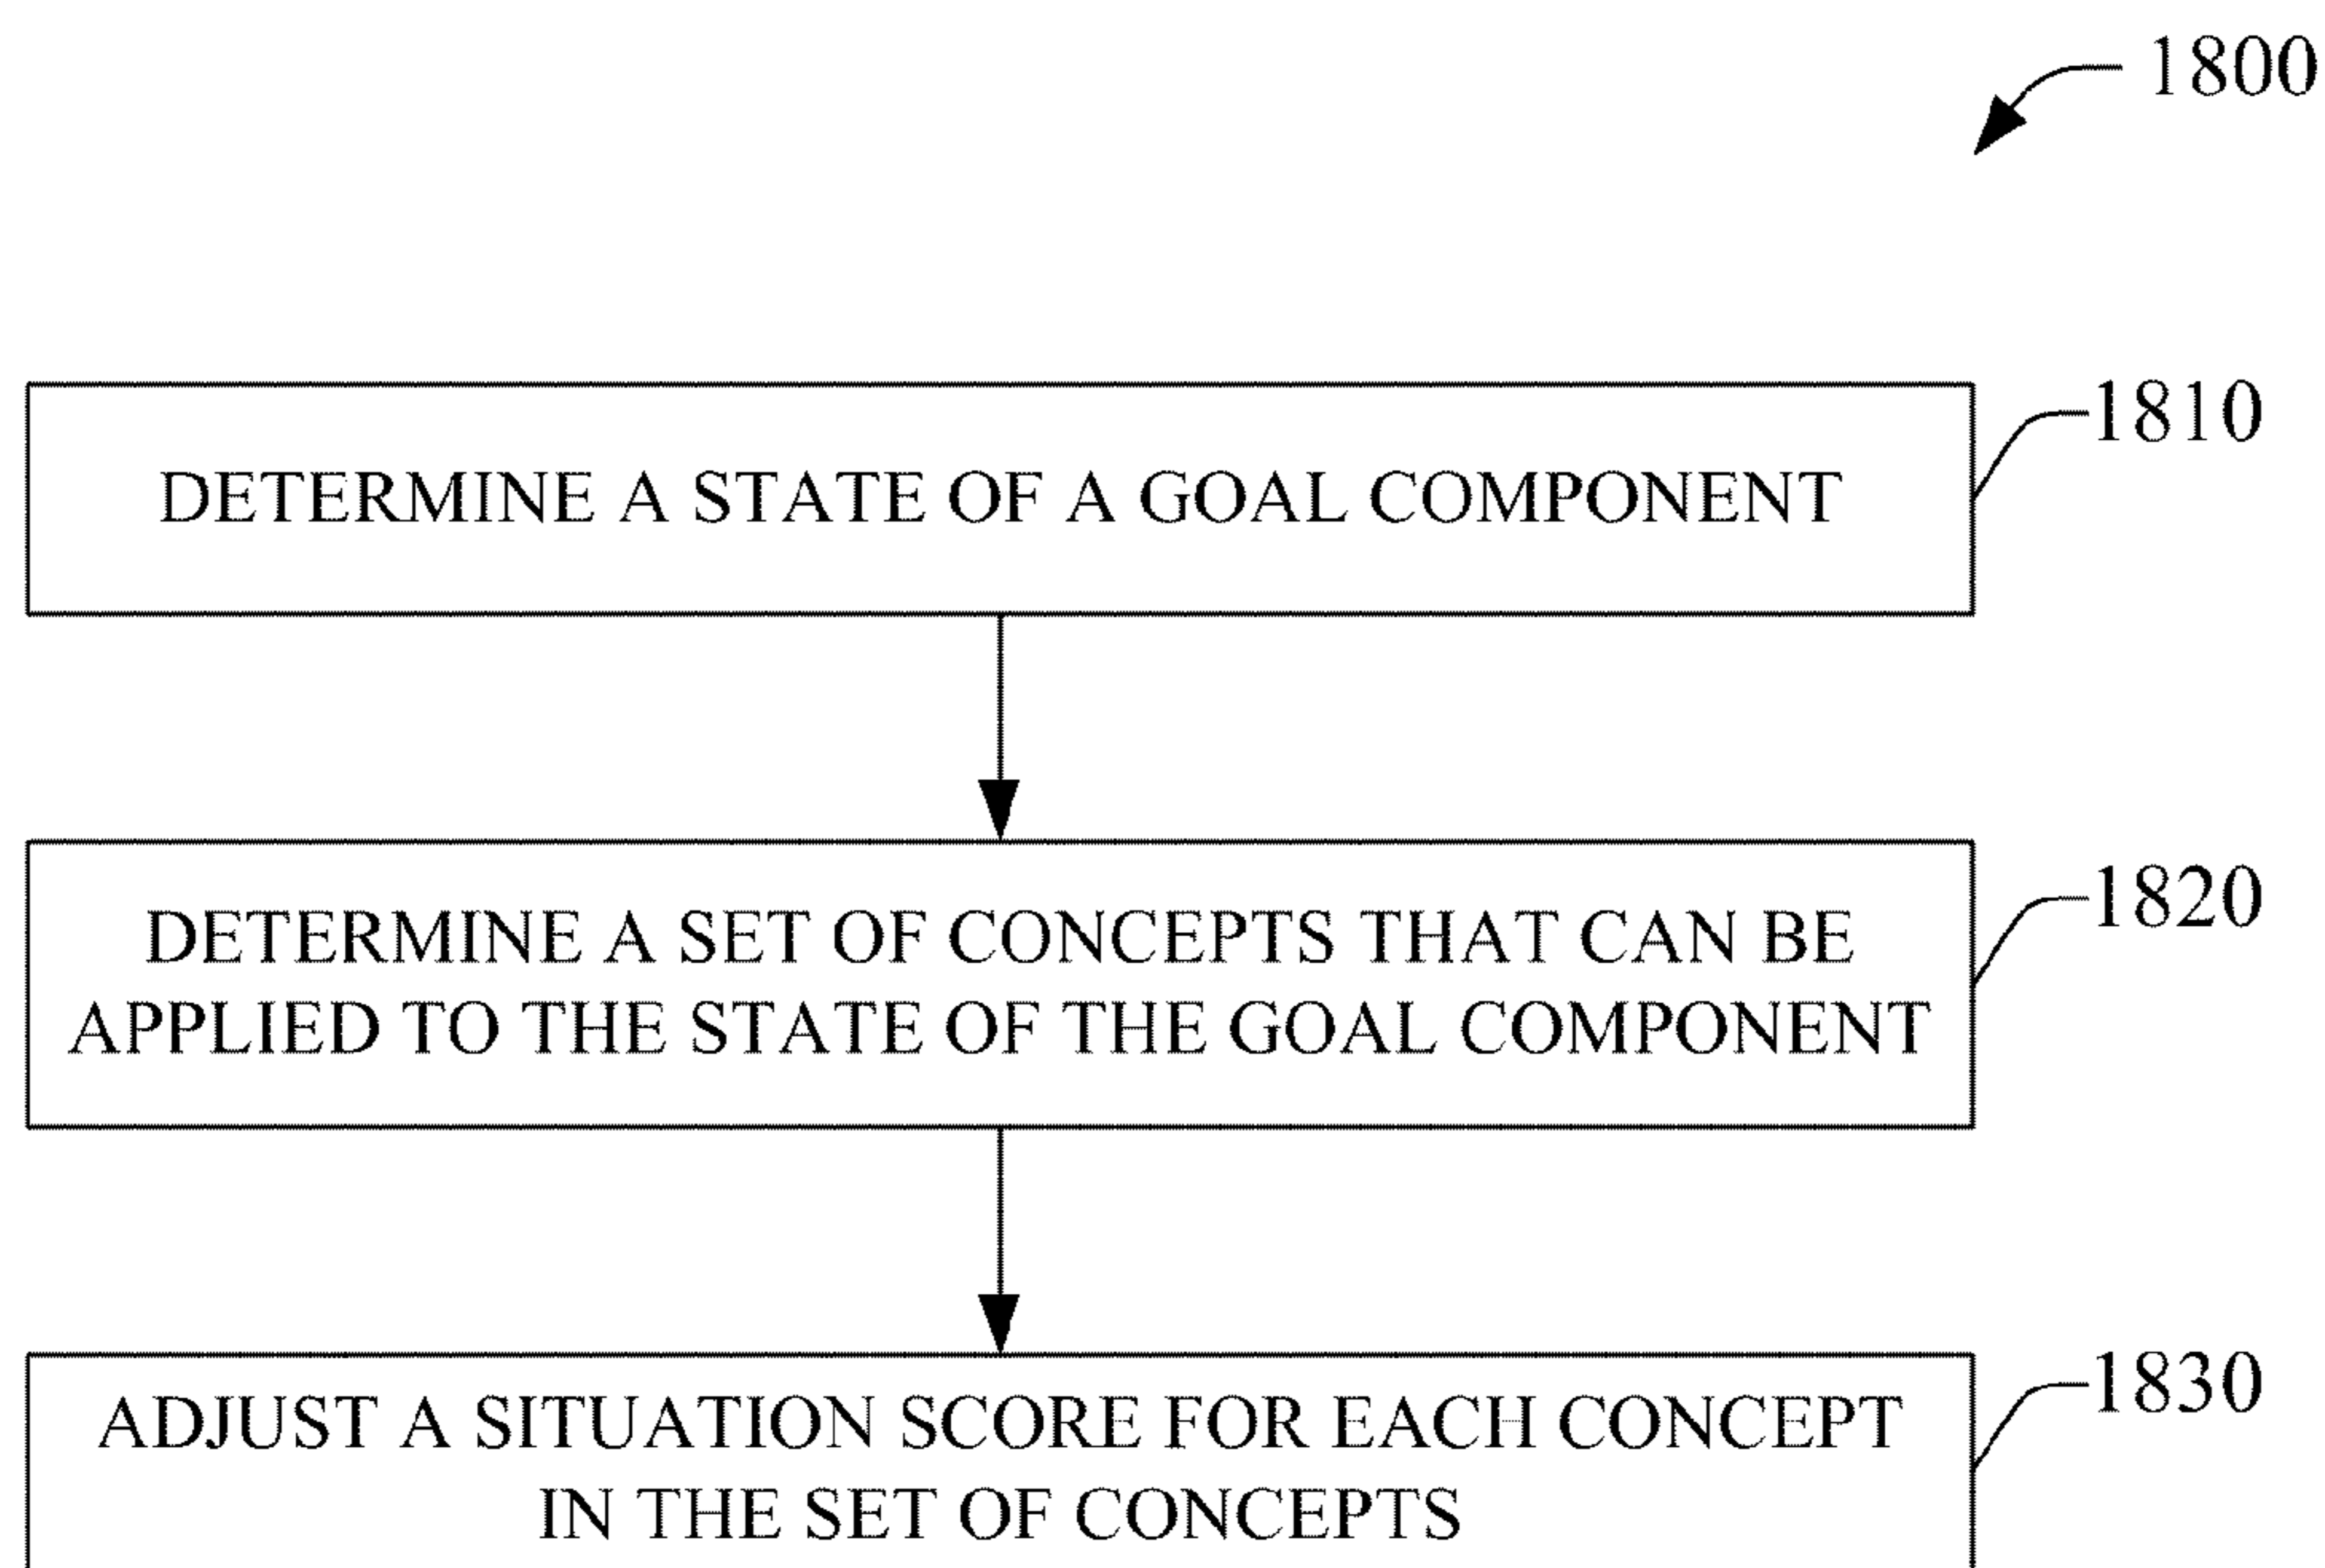 1800
1810
DETERMINE A STATE OF A GOAL COMPONENT
1820
DETERMINE A SET OF CONCEPTS THAT CAN BE
APPLIED TO THE STATE OF THE GOAL COMPONENT
1830
ADJUST A SITUATION SCORE FOR EACH CONCEPT
IN THE SET OF CONCEPTS